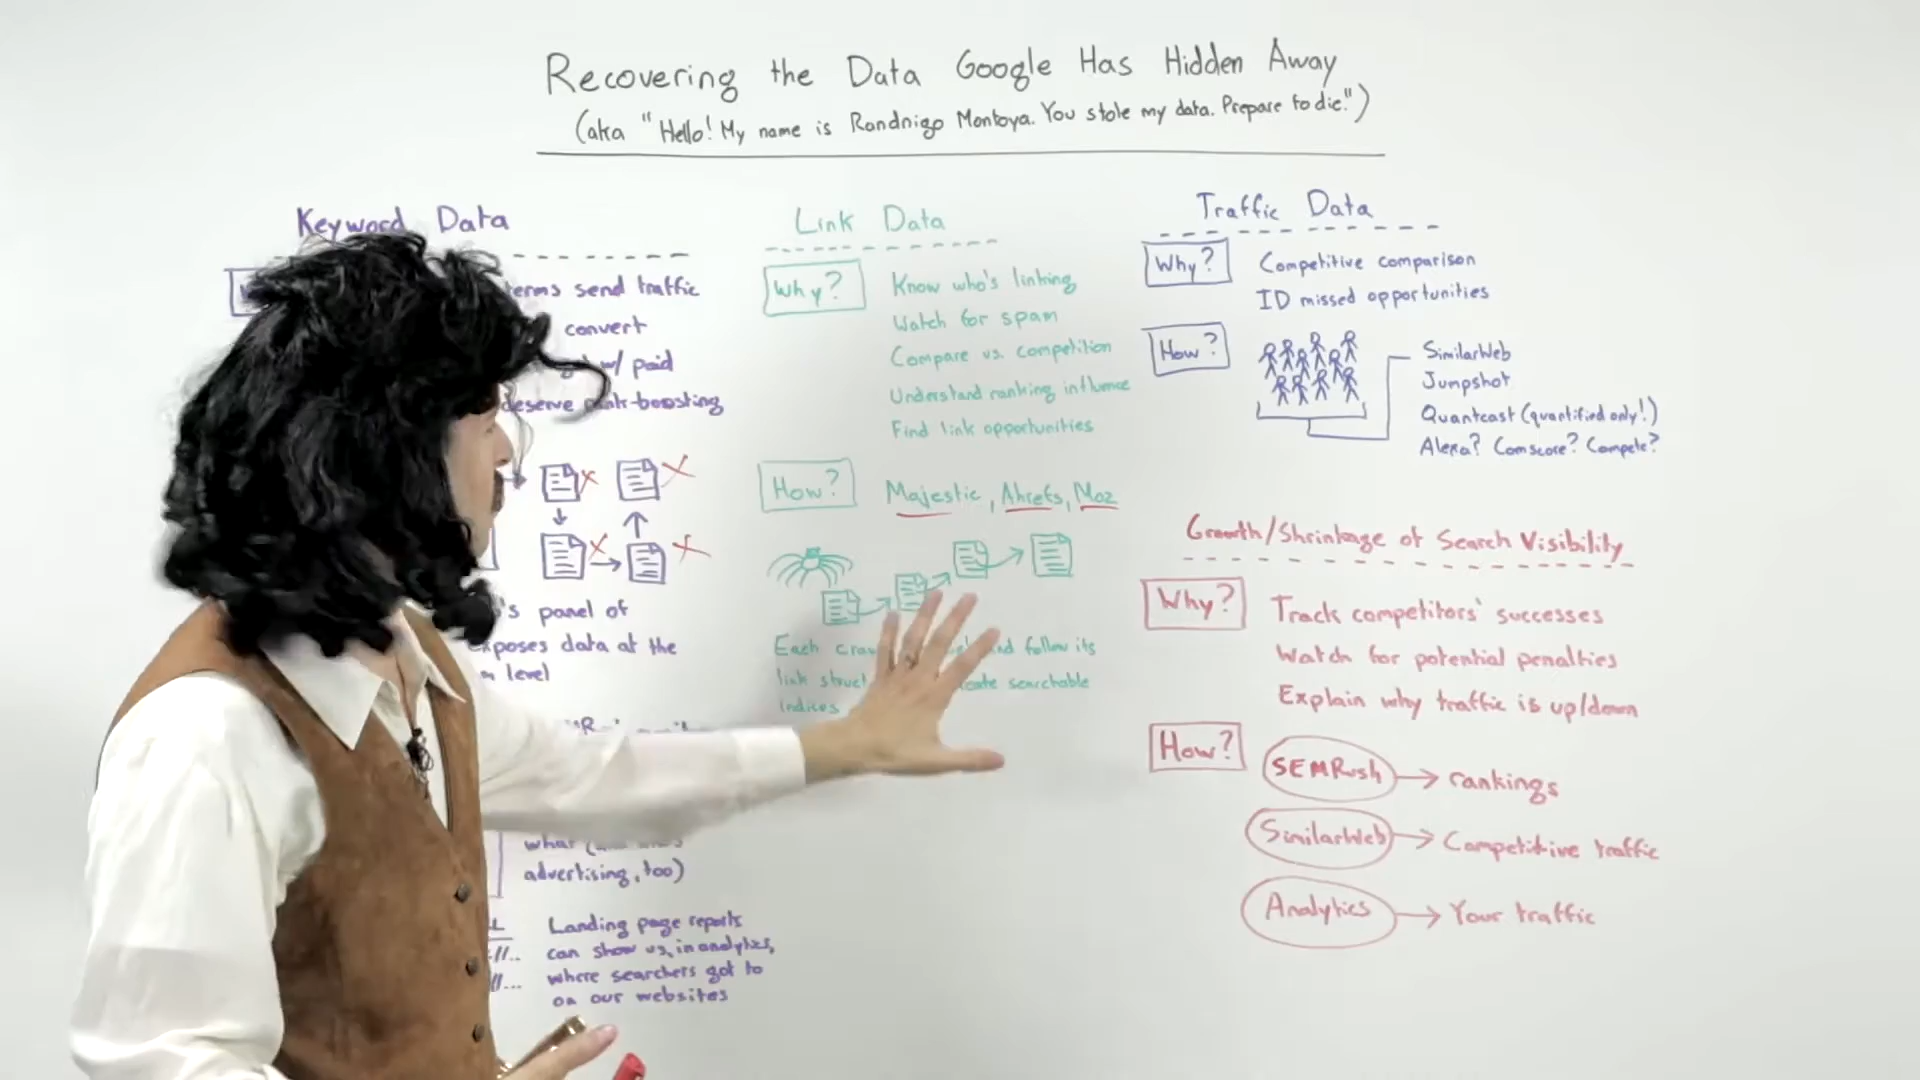 Recovering the Data Google Has Hidden Away
(aka "Hello! My name is Randnigo Montoya. You stole my data. Prepare to die.")
Keyword Data
terms send traffic
convert
w/ paid
deserve rank-boosting
's panel of
exposes data at the
level
advertising, too)
Landing page reports
can show us, in analytics,
where searchers got to
on our websites
Link Data
Why?
Know who's linking
Watch for spam
Compare vs. competition
Understand ranking influence
Find link opportunities
How?
Majestic, Ahrefs, Moz
Each and follow its
link searchable
indices
Traffic Data
Why?
Competitive comparison
ID missed opportunities
How?
SimilarWeb
Jumpshot
Quantcast (quantified only!)
Alexa? Comscore? Compete?
Growth/Shrinkage of Search Visibility
Why?
Track competitors' successes
Watch for potential penalties
Explain why traffic is up/down
How?
SEMRush → rankings
SimilarWeb → Competitive traffic
Analytics → Your traffic